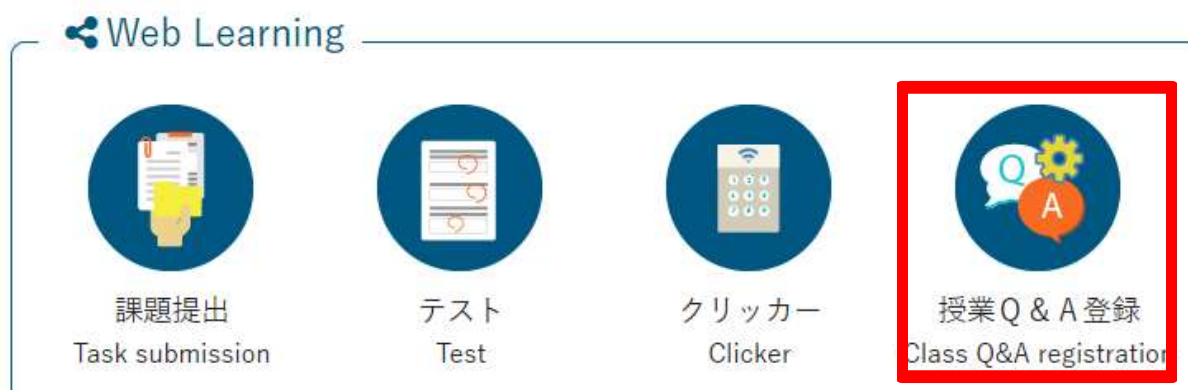 Web Learning
Q
A
課題提出
テスト
クリッカー
授業Q & A登録
Task submission
Test
Clicker
Class Q&A registration